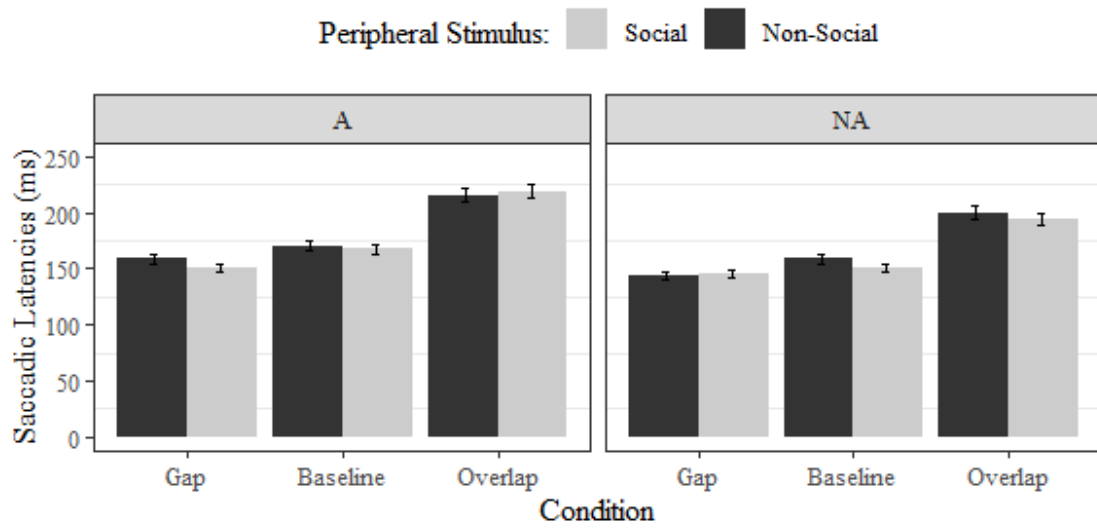 Peripheral Stimulus: Social Non-Social
A NA
Saccadic Latencies (ms)
250
200
150
100
50
0
Gap Baseline Overlap Gap Baseline Overlap
Condition